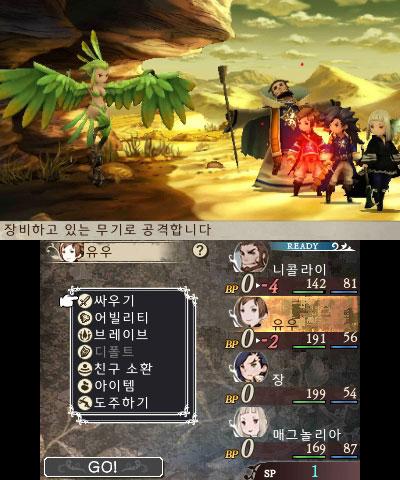 장비하고 있는 무기로 공격합니다
유우
?
READY
싸우기
어빌리티
브레이브
디폴트
친구 소환
아이템
도주하기
GO!
니콜라이
BP 0 -4 142 81
유우
BP 0 -2 191 56
장
BP 0 199 54
매그놀리아
BP 0 169 87
SP 1